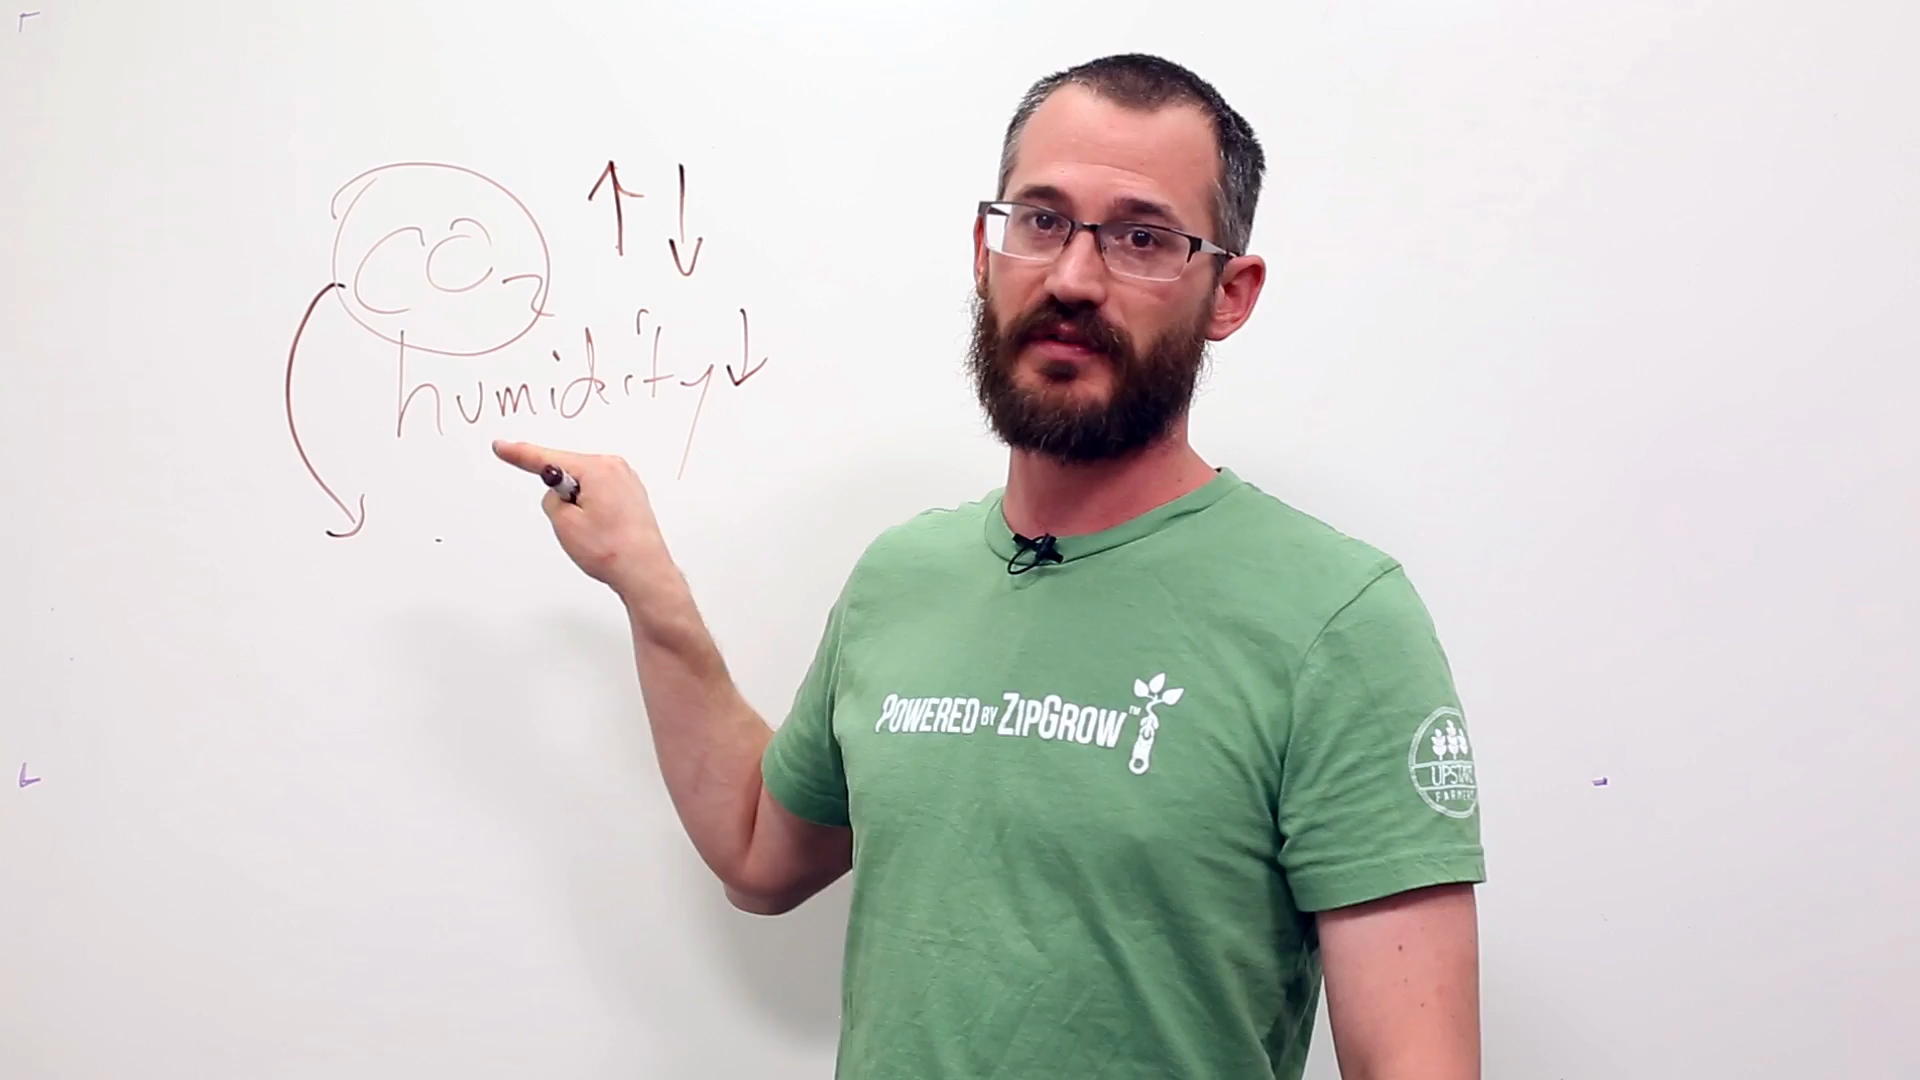 CO2 ↑ ↓
humidity ↓
POWERED BY ZIPGROW™
UPSTART
FARMERS